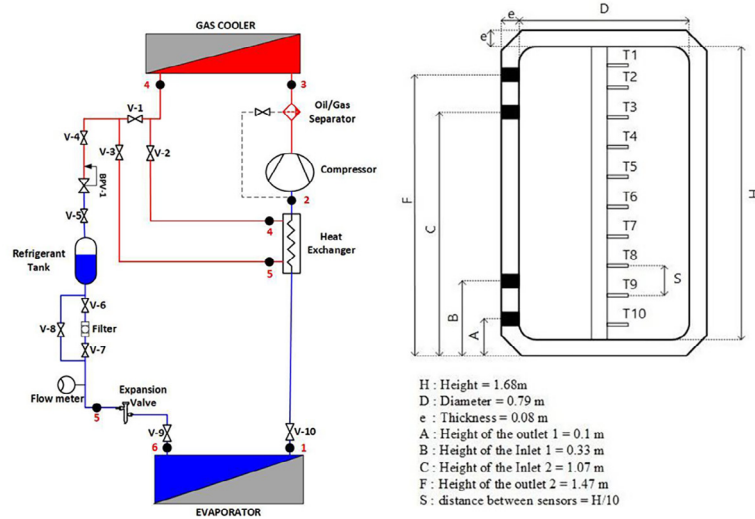 GAS COOLER
4
3
V-1
Oil/Gas
Separator
V-4
V-3
V-2
Compressor
BPV-1
2
V-5
4
Heat
Exchanger
5
Refrigerant
Tank
V-6
V-8
Filter
V-7
Flow meter
Expansion
Valve
5
V-9
V-10
6
1
EVAPORATOR
e
D
e
T1
T2
T3
T4
T5
T6
T7
T8
T9
T10
F
C
B
A
S
H
H : Height = 1.68m
D : Diameter = 0.79 m
e : Thickness = 0.08 m
A : Height of the outlet 1 = 0.1 m
B : Height of the Inlet 1 = 0.33 m
C : Height of the Inlet 2 = 1.07 m
F : Height of the outlet 2 = 1.47 m
S : distance between sensors = H/10